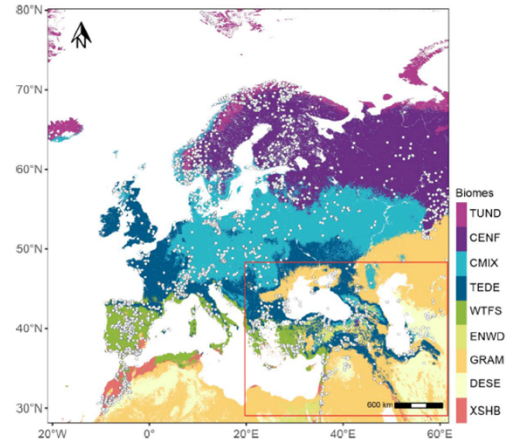 80°N
N
70°N
60°N
50°N
40°N
30°N
20°W
0°
20°E
40°E
60°E
600 km
Biomes
TUND
CENF
CMIX
TEDE
WTFS
ENWD
GRAM
DESE
XSHB